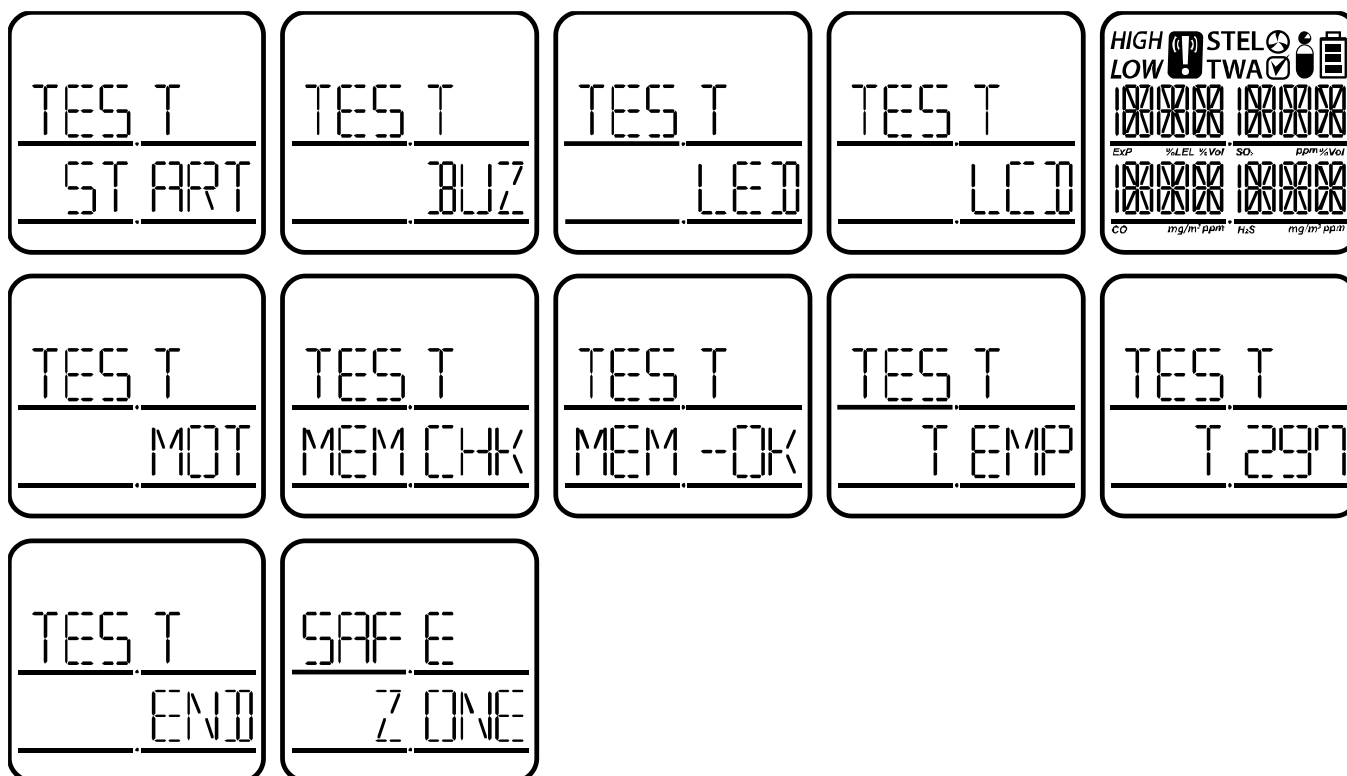 TEST
START
TEST
BUZ
TEST
LED
TEST
LCD
HIGH STEL
LOW TWA
ExP %LEL %Vol SO₂ ppm %Vol
CO mg/m³ ppm H₂S mg/m³ ppm
TEST
MOT
TEST
MEM CHK
TEST
MEM -OK
TEST
TEMP
TEST
T 297
TEST
END
SAFE
ZONE